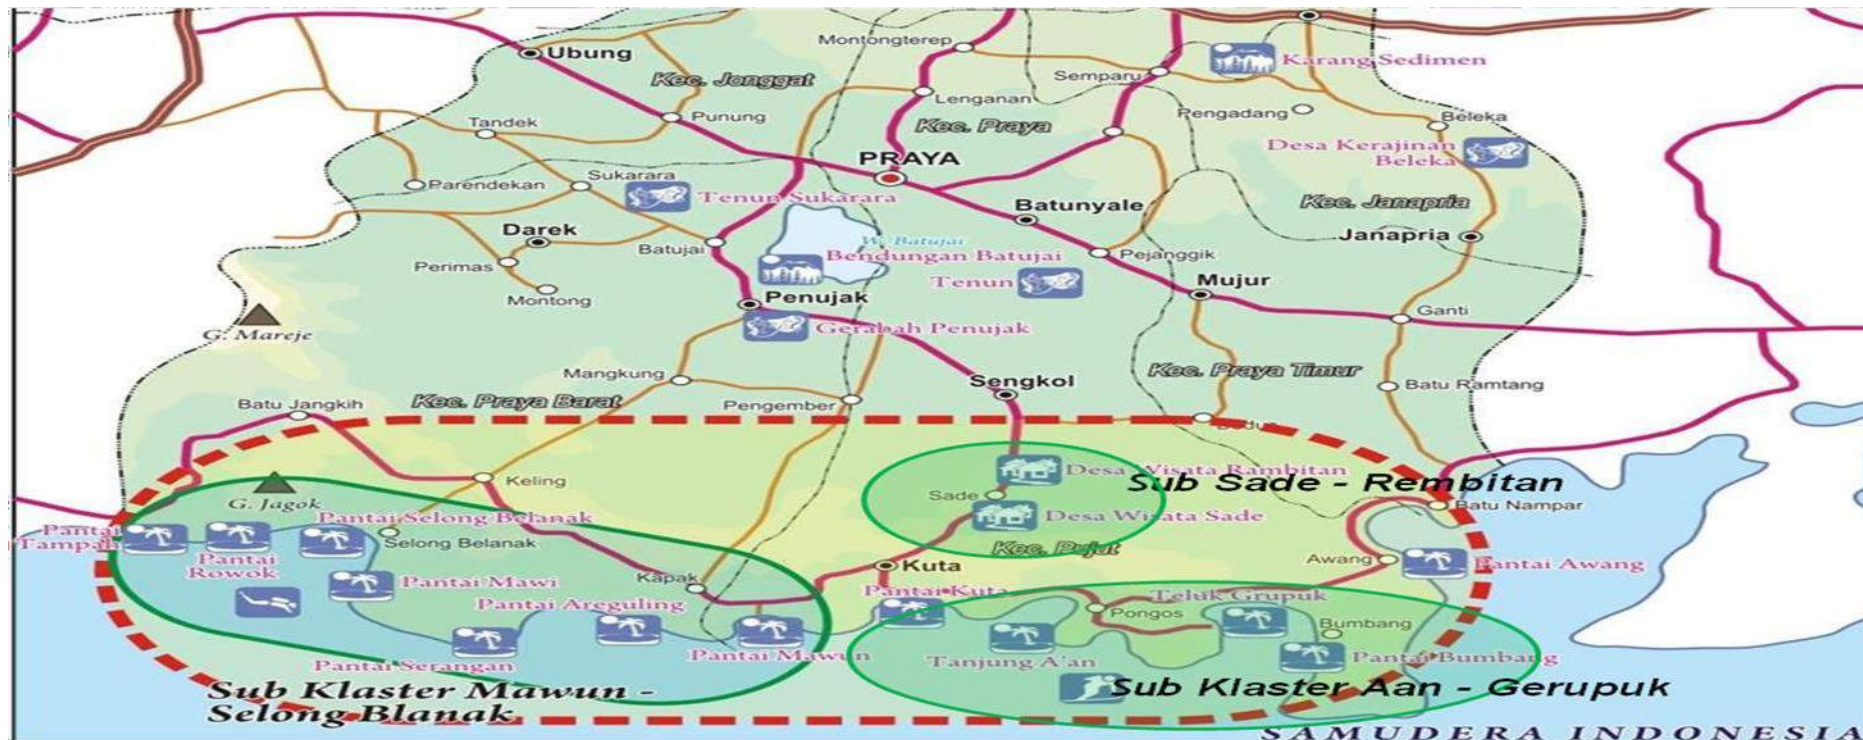 Ubung
Montongterep
Karang Sedimen
Kec. Jonggat
Semparu
Lenganan
Pengadang
Beleka
Tandek
Punung
Kec. Praya
Desa Kerajinan
Beleka
PRAYA
Parendekan
Sukarara
Tenun Sukarara
Batunyale
Kec. Janapria
Darek
Batujai
W. Batujai
Janapria
Bendungan Batujai
Pejanggik
Perimas
Tenun
Mujur
Montong
Penujak
Ganti
G. Mareje
Gerabah Penujak
Mangkung
Sengkol
Kec. Praya Timur
Batu Ramtang
Batu Jangkih
Kec. Praya Barat
Pengember
Desa Wisata Rambitan
Sub Sade - Rembitan
Keling
Sade
G. Jagok
Batu Nampar
Desa Wisata Sade
Pantai Selong Belanak
Pantai
Tampah
Selong Belanak
Kec. Pujut
Pantai
Rowok
Awang
Pantai Awang
Kuta
Pantai Mawi
Kapak
Pantai Kuta
Teluk Grupuk
Pantai Areguling
Pongos
Bumbang
Pantai Serangan
Pantai Mawun
Tanjung A'an
Pantai Bumbang
Sub Klaster Mawun -
Selong Blanak
Sub Klaster Aan - Gerupuk
SAMUDERA INDONESIA